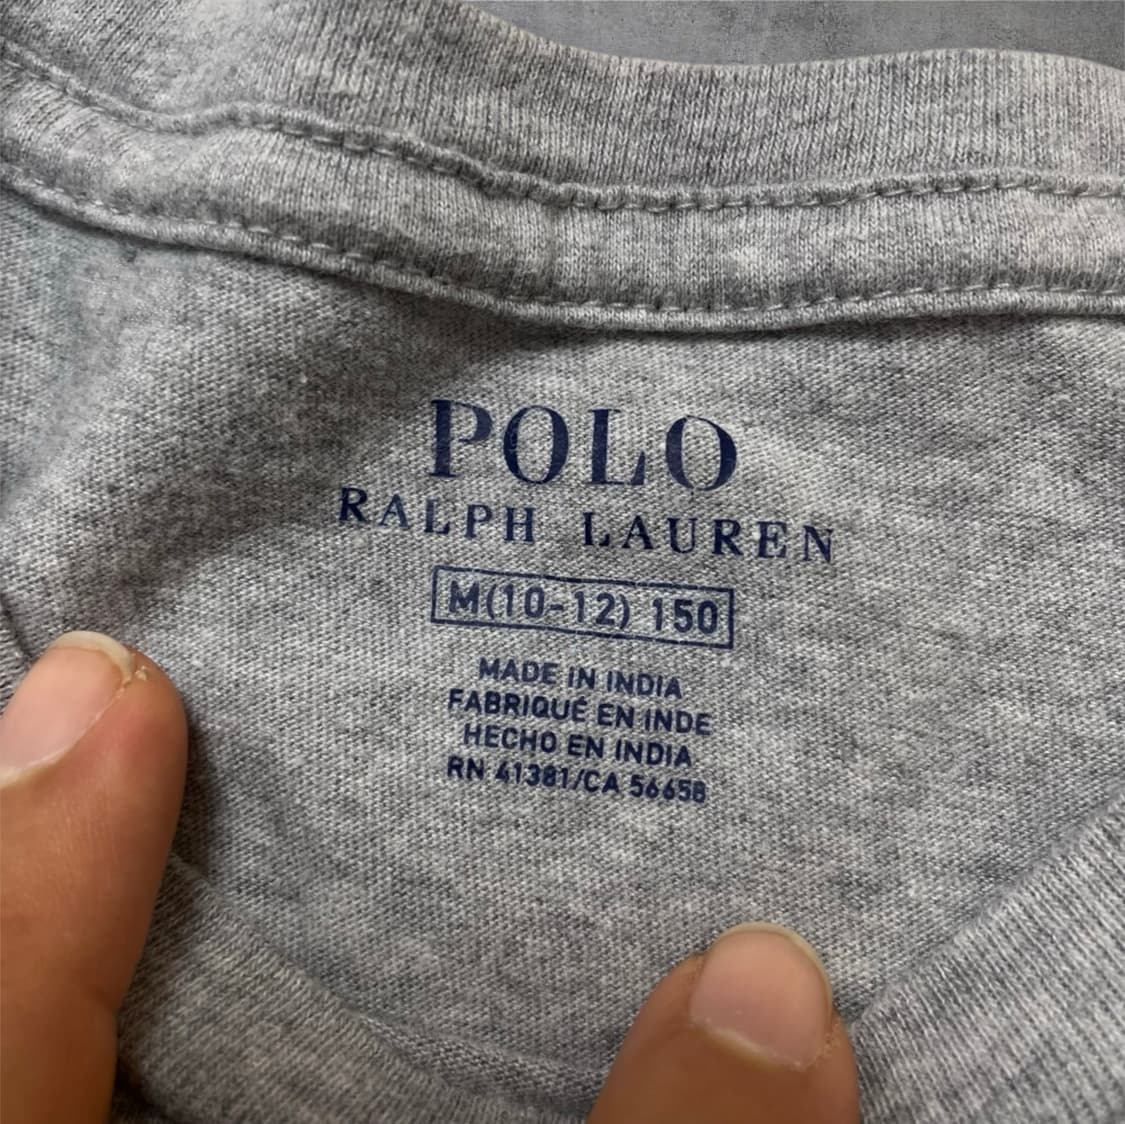 POLO
RALPH LAUREN
M(10-12) 150
MADE IN INDIA
FABRIQUÉ EN INDE
HECHO EN INDIA
RN 41381/CA 56658